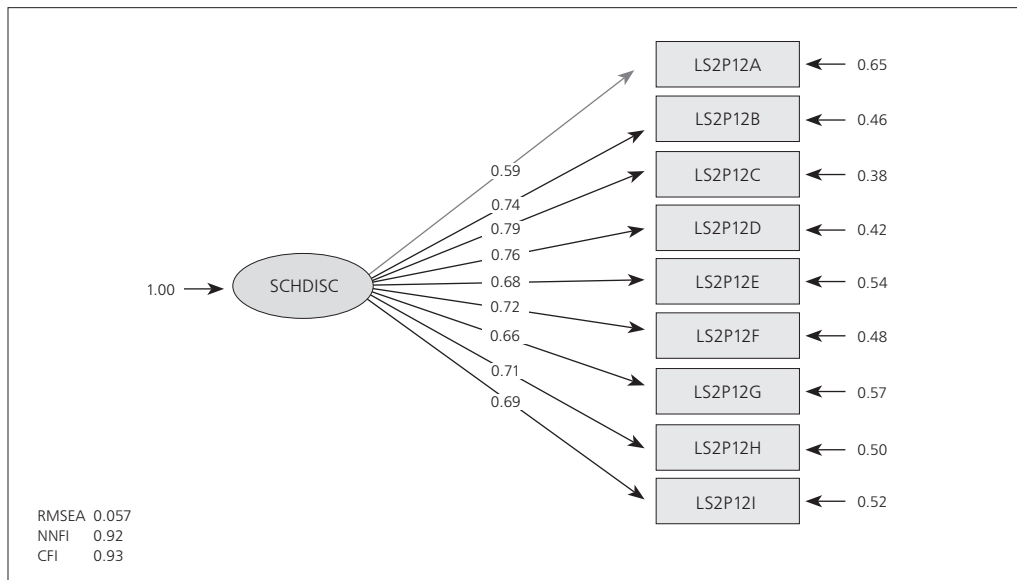 LS2P12A 0.65
LS2P12B 0.46
0.59
LS2P12C 0.38
0.74
0.79
LS2P12D 0.42
0.76
1.00 SCHDISC 0.68 LS2P12E 0.54
0.72
0.66 LS2P12F 0.48
0.71
LS2P12G 0.57
0.69
LS2P12H 0.50
LS2P12I 0.52
RMSEA 0.057
NNFI 0.92
CFI 0.93